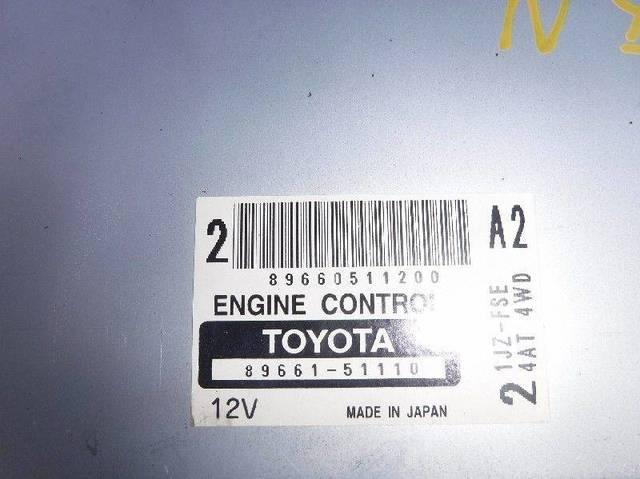 2 A2
89660511200
ENGINE CONTRO
TOYOTA
89661-51110
12V MADE IN JAPAN
2 1JZ-FSE
4AT 4WD
N